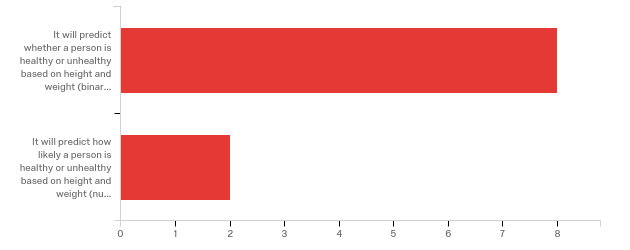 It will predict
whether a person is
healthy or unhealthy
based on height and
weight (binar...
It will predict how
likely a person is
healthy or unhealthy
based on height and
weight (nu...
0 1 2 3 4 5 6 7 8